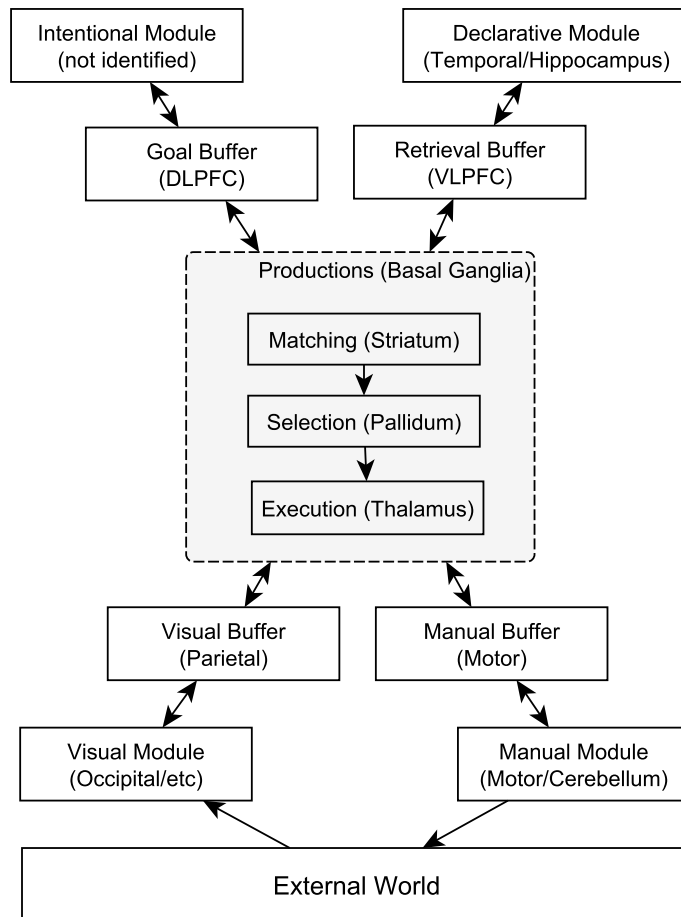 Intentional Module
(not identified)
Declarative Module
(Temporal/Hippocampus)
Goal Buffer
(DLPFC)
Retrieval Buffer
(VLPFC)
Productions (Basal Ganglia)
Matching (Striatum)
Selection (Pallidum)
Execution (Thalamus)
Visual Buffer
(Parietal)
Manual Buffer
(Motor)
Visual Module
(Occipital/etc)
Manual Module
(Motor/Cerebellum)
External World